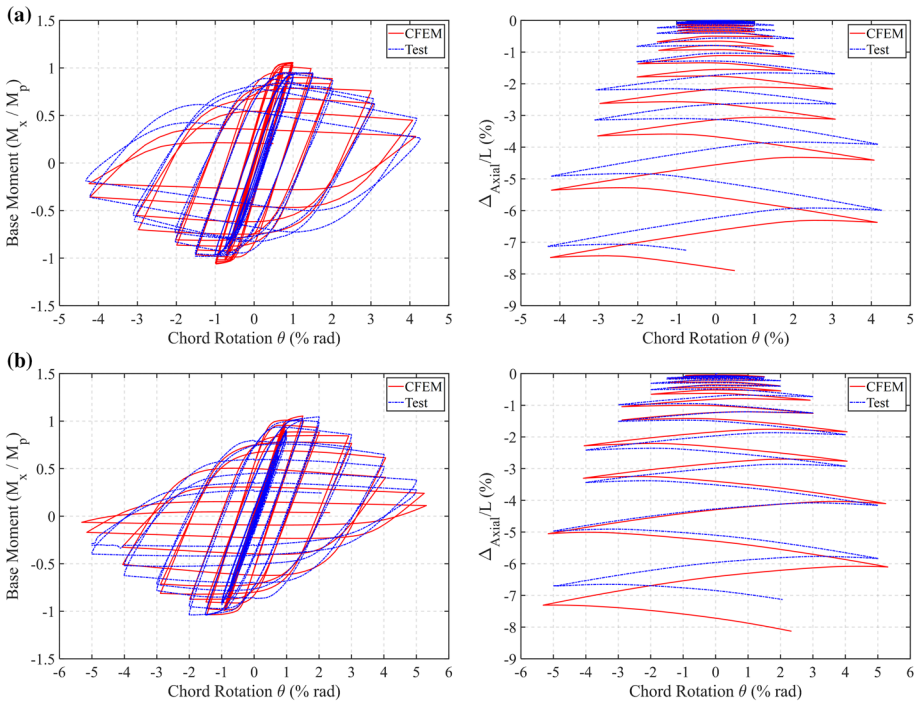 (a)
1.5
1
0.5
0
-0.5
-1
-1.5
-5 -4 -3 -2 -1 0 1 2 3 4 5
Base Moment (Mx / Mp)
Chord Rotation θ (% rad)
CFEM
Test
0
-1
-2
-3
-4
-5
-6
-7
-8
-9
-5 -4 -3 -2 -1 0 1 2 3 4 5
ΔAxial/L (%)
Chord Rotation θ (%)
CFEM
Test
(b)
1.5
1
0.5
0
-0.5
-1
-1.5
-6 -5 -4 -3 -2 -1 0 1 2 3 4 5 6
Base Moment (Mx / Mp)
Chord Rotation θ (% rad)
CFEM
Test
0
-1
-2
-3
-4
-5
-6
-7
-8
-9
-6 -5 -4 -3 -2 -1 0 1 2 3 4 5 6
ΔAxial/L (%)
Chord Rotation θ (% rad)
CFEM
Test